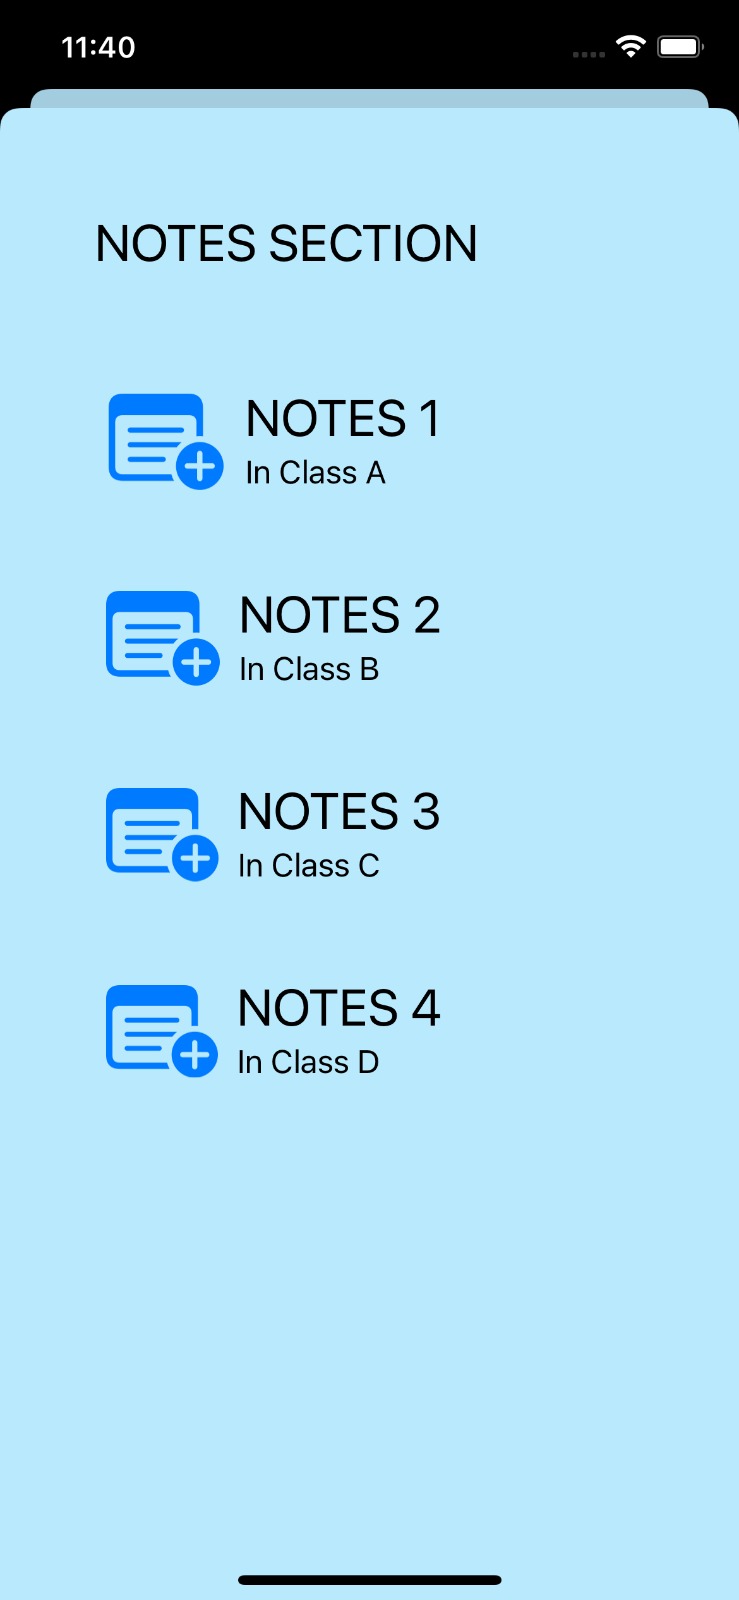 11:40
NOTES SECTION
NOTES 1
In Class A
NOTES 2
In Class B
NOTES 3
In Class C
NOTES 4
In Class D